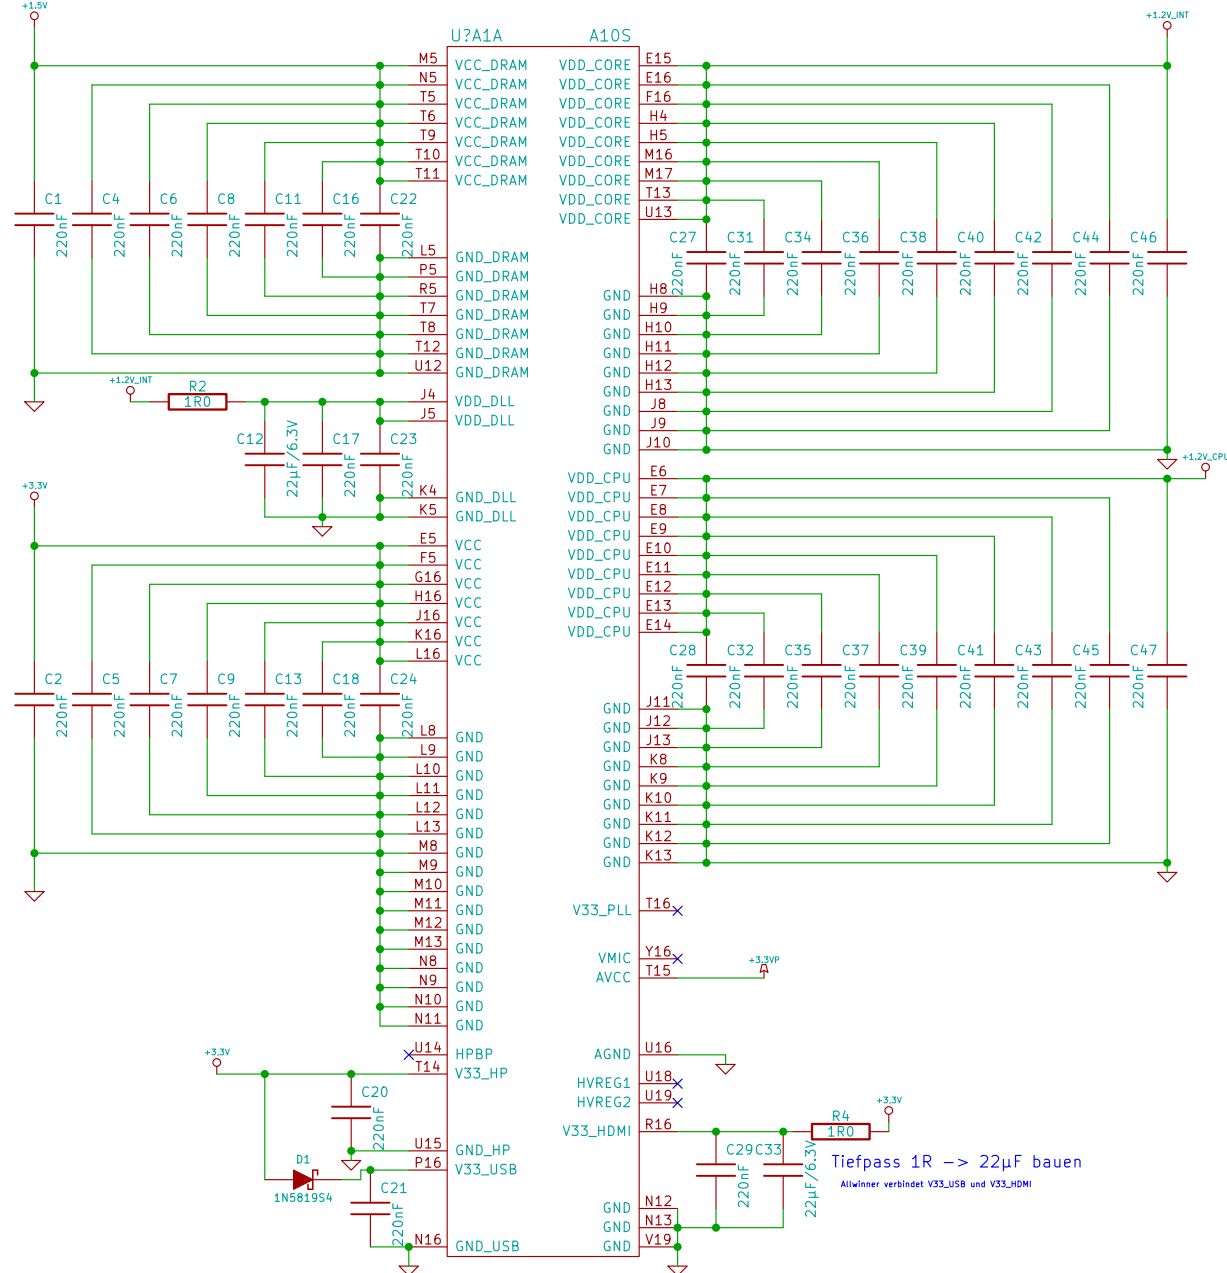 +1.5V
+1.2V_INT
U?A1A A10S
M5 VCC_DRAM VDD_CORE E15
N5 VCC_DRAM VDD_CORE E16
T5 VCC_DRAM VDD_CORE F16
T6 VCC_DRAM VDD_CORE H4
T9 VCC_DRAM VDD_CORE H5
T10 VCC_DRAM VDD_CORE M16
T11 VCC_DRAM VDD_CORE M17
VDD_CORE T13
VDD_CORE U13
C1 C4 C6 C8 C11 C16 C22
220nF 220nF 220nF 220nF 220nF 220nF 220nF
C27 C31 C34 C36 C38 C40 C42 C44 C46
220nF 220nF 220nF 220nF 220nF 220nF 220nF 220nF 220nF
L5 GND_DRAM
P5 GND_DRAM
R5 GND_DRAM GND H8
T7 GND_DRAM GND H9
T8 GND_DRAM GND H10
T12 GND_DRAM GND H11
U12 GND_DRAM GND H12
GND H13
+1.2V_INT
R2
1R0
J4 VDD_DLL GND J8
J5 VDD_DLL GND J9
GND J10
C12 C17 C23
22µF/6.3V 220nF 220nF
K4 GND_DLL
K5 GND_DLL
+1.2V_CPU
VDD_CPU E6
VDD_CPU E7
VDD_CPU E8
VDD_CPU E9
VDD_CPU E10
VDD_CPU E11
VDD_CPU E12
VDD_CPU E13
VDD_CPU E14
+3.3V
E5 VCC
F5 VCC
G16 VCC
H16 VCC
J16 VCC
K16 VCC
L16 VCC
C2 C5 C7 C9 C13 C18 C24
220nF 220nF 220nF 220nF 220nF 220nF 220nF
C28 C32 C35 C37 C39 C41 C43 C45 C47
220nF 220nF 220nF 220nF 220nF 220nF 220nF 220nF 220nF
GND J11
GND J12
GND J13
GND K8
GND K9
GND K10
GND K11
GND K12
GND K13
L8 GND
L9 GND
L10 GND
L11 GND
L12 GND
L13 GND
M8 GND
M9 GND
M10 GND
M11 GND
M12 GND
M13 GND
N8 GND
N9 GND
N10 GND
N11 GND
V33_PLL T16
VMIC Y16
AVCC T15
+3.3VP
U14 HPBP
T14 V33_HP
+3.3V
C20
220nF
U15 GND_HP
P16 V33_USB
D1
1N5819S4
C21
220nF
N16 GND_USB
AGND U16
HVREG1 U18
HVREG2 U19
V33_HDMI R16
+3.3V
R4
1R0
C29 C33
220nF 22µF/6.3V
Tiefpass 1R -> 22µF bauen
Allwinner verbindet V33_USB und V33_HDMI
GND N12
GND N13
GND V19